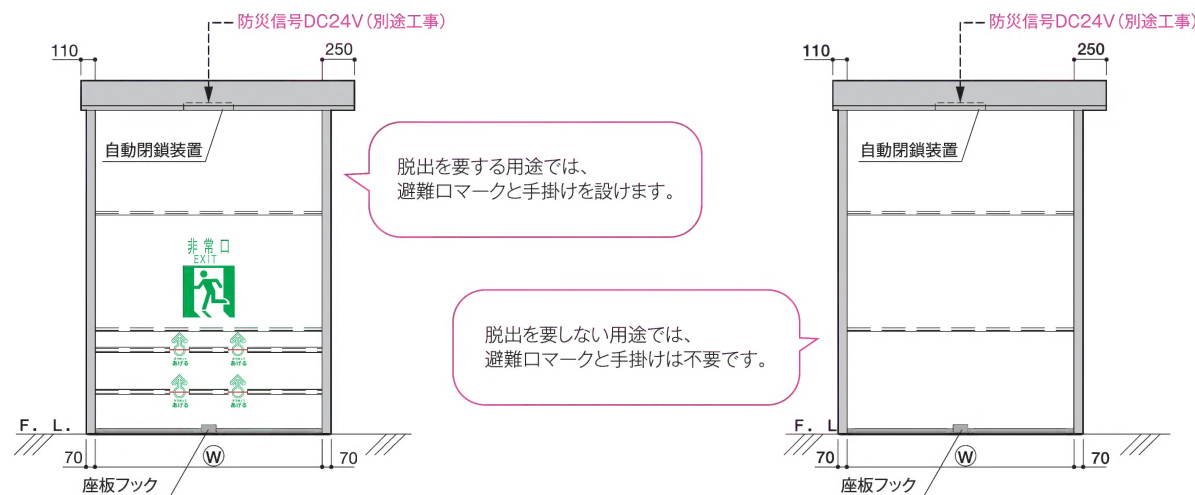 防災信号DC24V(別途工事)
110
250
自動閉鎖装置
脱出を要する用途では、
避難口マークと手掛けを設けます。
非常口
EXIT
あげる
あげる
あげる
あげる
F. L.
70
W
70
座板フック
防災信号DC24V(別途工事)
110
250
自動閉鎖装置
脱出を要しない用途では、
避難口マークと手掛けは不要です。
F. L
70
W
70
座板フック